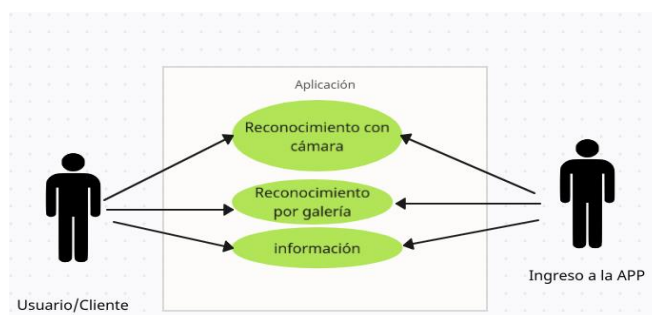 Aplicación
Reconocimiento con
cámara
Reconocimiento
por galería
información
Ingreso a la APP
Usuario/Cliente